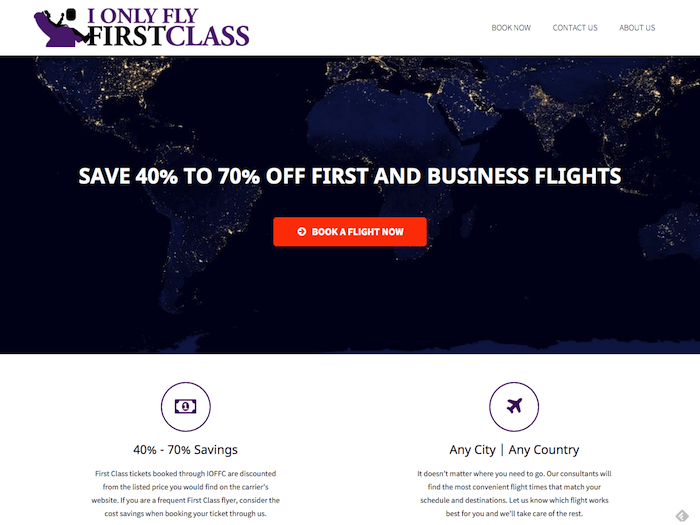 I ONLY FLY
FIRSTCLASS
BOOK NOW
CONTACT US
ABOUT US
SAVE 40% TO 70% OFF FIRST AND BUSINESS FLIGHTS
BOOK A FLIGHT NOW
40% - 70% Savings
First Class tickets booked through IOFFC are discounted
from the listed price you would find on the carrier's
website. If you are a frequent First Class flyer, consider the
cost savings when booking your ticket through us.
Any City | Any Country
It doesn't matter where you need to go. Our consultants will
find the most convenient flight times that match your
schedule and destinations. Let us know which flight works
best for you and we'll take care of the rest.